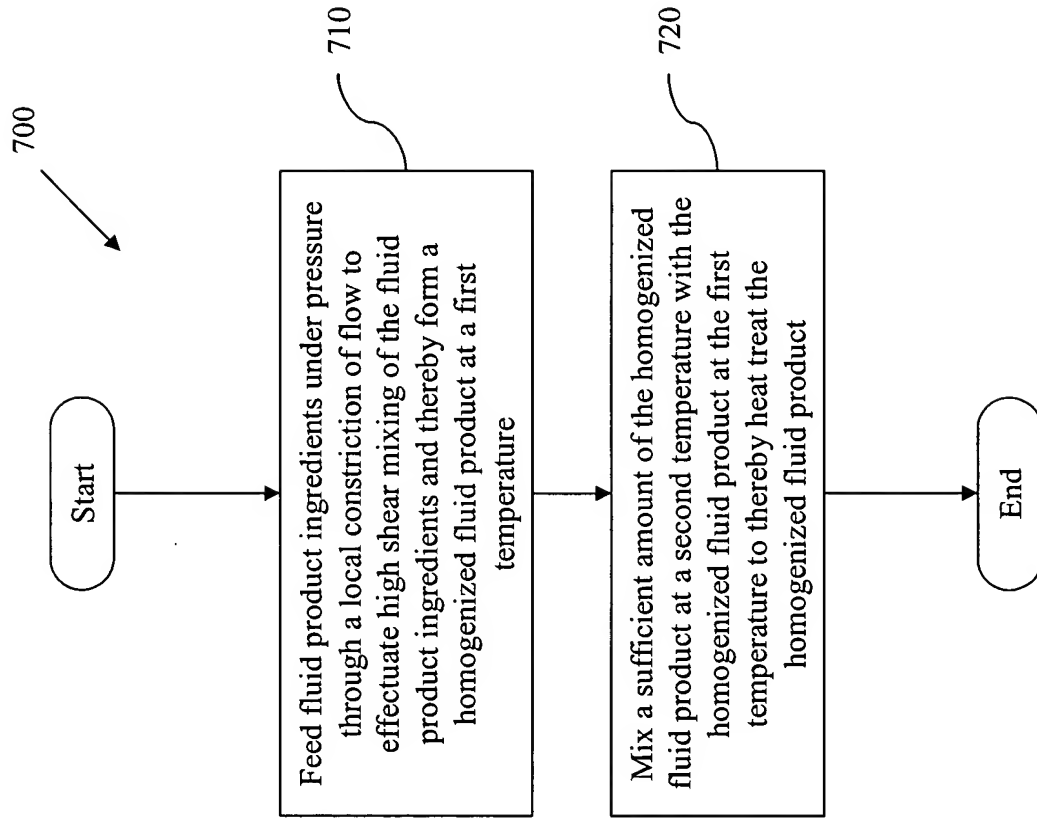 700
Start
Feed fluid product ingredients under pressure
through a local constriction of flow to
effectuate high shear mixing of the fluid
product ingredients and thereby form a
homogenized fluid product at a first
temperature
710
Mix a sufficient amount of the homogenized
fluid product at a second temperature with the
homogenized fluid product at the first
temperature to thereby heat treat the
homogenized fluid product
720
End